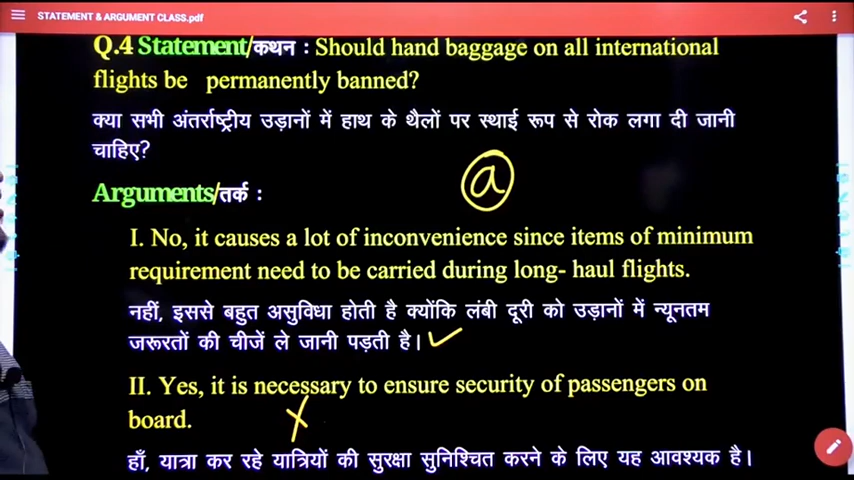 STATEMENT & ARGUMENT CLASS.pdf
Q.4 Statement/कथन : Should hand baggage on all international
flights be permanently banned?
क्या सभी अंतर्राष्ट्रीय उड़ानों में हाथ के थैलों पर स्थाई रूप से रोक लगा दी जानी
चाहिए?
a
Arguments/तर्क :
I. No, it causes a lot of inconvenience since items of minimum
requirement need to be carried during long- haul flights.
नहीं, इससे बहुत असुविधा होती है क्योंकि लंबी दूरी को उड़ानों में न्यूनतम
जरूरतों की चीजें ले जानी पड़ती है।
II. Yes, it is necessary to ensure security of passengers on
board.
हाँ, यात्रा कर रहे यात्रियों की सुरक्षा सुनिश्चित करने के लिए यह आवश्यक है।